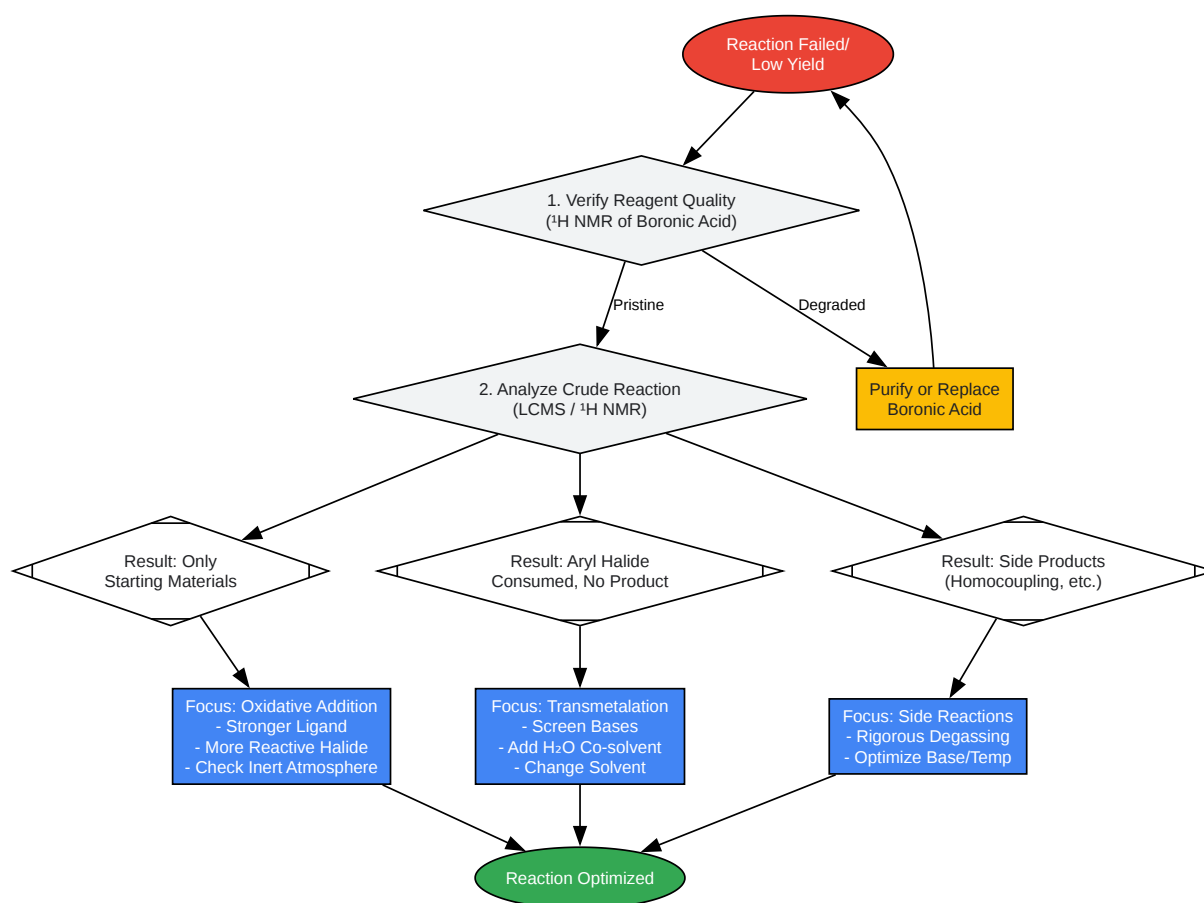 Reaction Failed/
Low Yield
1. Verify Reagent Quality
(¹H NMR of Boronic Acid)
Pristine
Degraded
2. Analyze Crude Reaction
(LCMS / ¹H NMR)
Purify or Replace
Boronic Acid
Result: Only
Starting Materials
Result: Aryl Halide
Consumed, No Product
Result: Side Products
(Homocoupling, etc.)
Focus: Oxidative Addition
- Stronger Ligand
- More Reactive Halide
- Check Inert Atmosphere
Focus: Transmetalation
- Screen Bases
- Add H₂O Co-solvent
- Change Solvent
Focus: Side Reactions
- Rigorous Degassing
- Optimize Base/Temp
Reaction Optimized